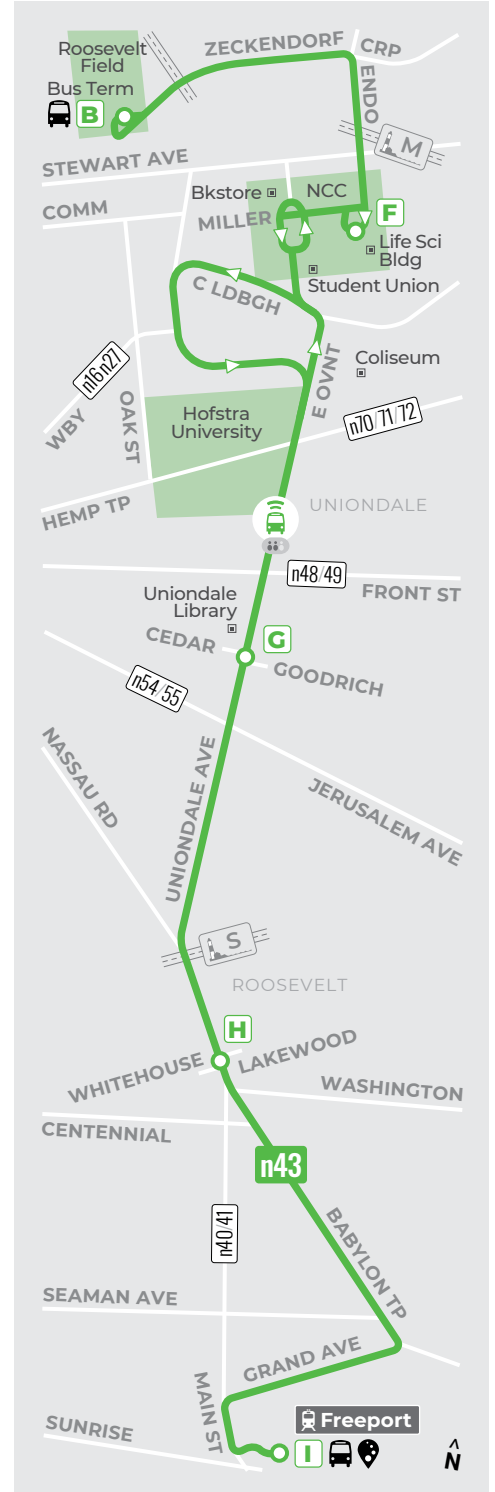 ZECKENDORF
CRP
Roosevelt
Field
Bus Term
B
ENDO
M
STEWART AVE
Bkstore
NCC
COMM
MILLER
F
Life Sci
Bldg
Student Union
C LDBGH
E OVNT
Coliseum
n16n27
WBY
OAK ST
Hofstra
University
n70/71/72
HEMP TP
UNIONDALE
n48/49
FRONT ST
Uniondale
Library
CEDAR
G
GOODRICH
n54/55
NASSAU RD
UNIONDALE AVE
JERUSALEM AVE
S
ROOSEVELT
H
WHITEHOUSE
LAKEWOOD
WASHINGTON
CENTENNIAL
n43
n40/41
BABYLON TP
SEAMAN AVE
GRAND AVE
MAIN ST
Freeport
SUNRISE
I
N